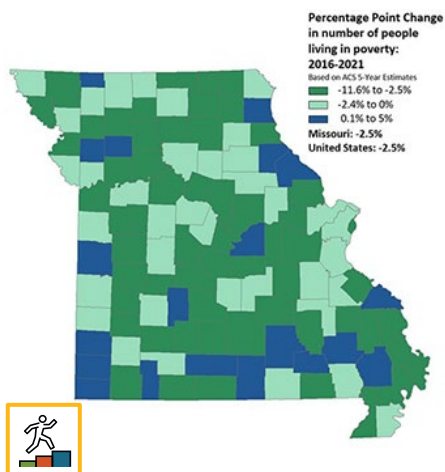 Percentage Point Change
in number of people
living in poverty:
2016-2021
Based on ACS 5-Year Estimates
-11.6% to -2.5%
-2.4% to 0%
0.1% to 5%
Missouri: -2.5%
United States: -2.5%